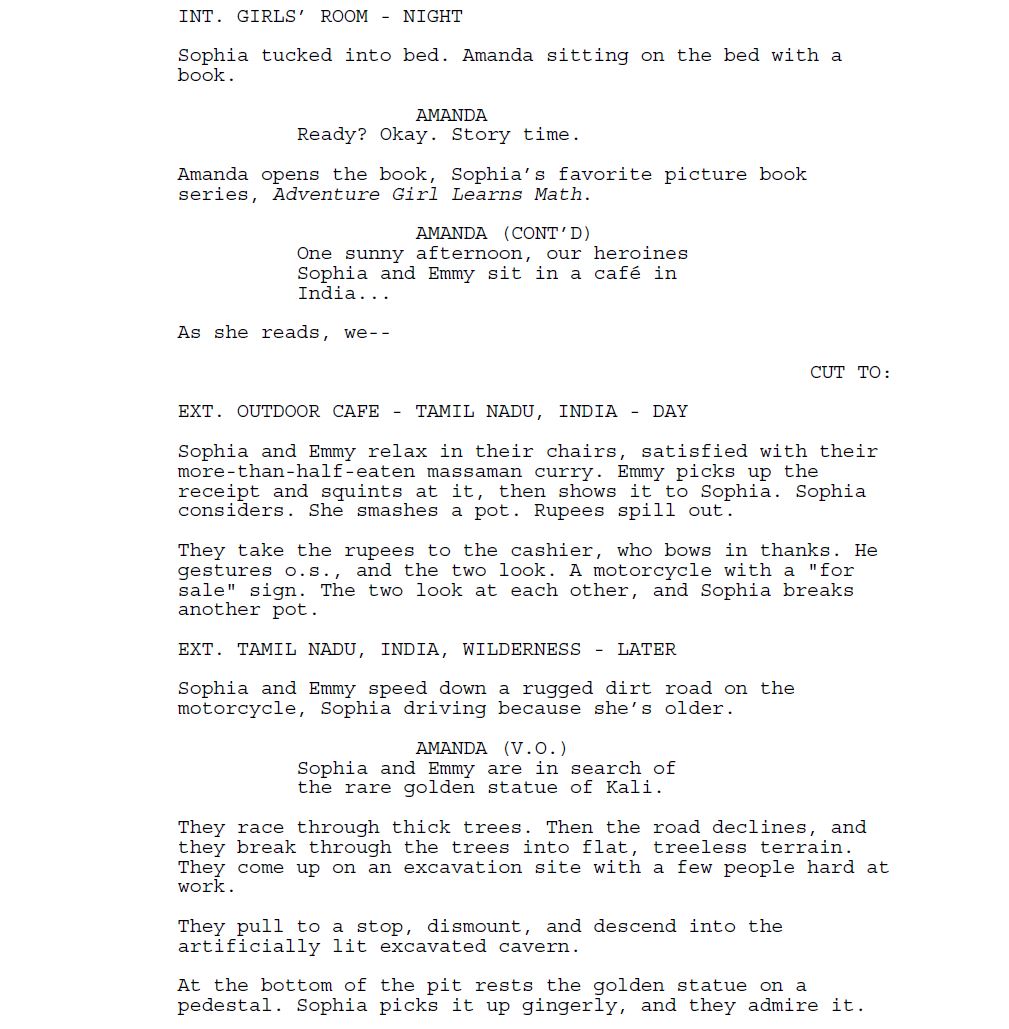 INT. GIRLS’ ROOM - NIGHT
Sophia tucked into bed. Amanda sitting on the bed with a
book.
AMANDA
Ready? Okay. Story time.
Amanda opens the book, Sophia’s favorite picture book
series, Adventure Girl Learns Math.
AMANDA (CONT’D)
One sunny afternoon, our heroines
Sophia and Emmy sit in a café in
India...
As she reads, we--
CUT TO:
EXT. OUTDOOR CAFE - TAMIL NADU, INDIA - DAY
Sophia and Emmy relax in their chairs, satisfied with their
more-than-half-eaten massaman curry. Emmy picks up the
receipt and squints at it, then shows it to Sophia. Sophia
considers. She smashes a pot. Rupees spill out.
They take the rupees to the cashier, who bows in thanks. He
gestures o.s., and the two look. A motorcycle with a "for
sale" sign. The two look at each other, and Sophia breaks
another pot.
EXT. TAMIL NADU, INDIA, WILDERNESS - LATER
Sophia and Emmy speed down a rugged dirt road on the
motorcycle, Sophia driving because she’s older.
AMANDA (V.O.)
Sophia and Emmy are in search of
the rare golden statue of Kali.
They race through thick trees. Then the road declines, and
they break through the trees into flat, treeless terrain.
They come up on an excavation site with a few people hard at
work.
They pull to a stop, dismount, and descend into the
artificially lit excavated cavern.
At the bottom of the pit rests the golden statue on a
pedestal. Sophia picks it up gingerly, and they admire it.